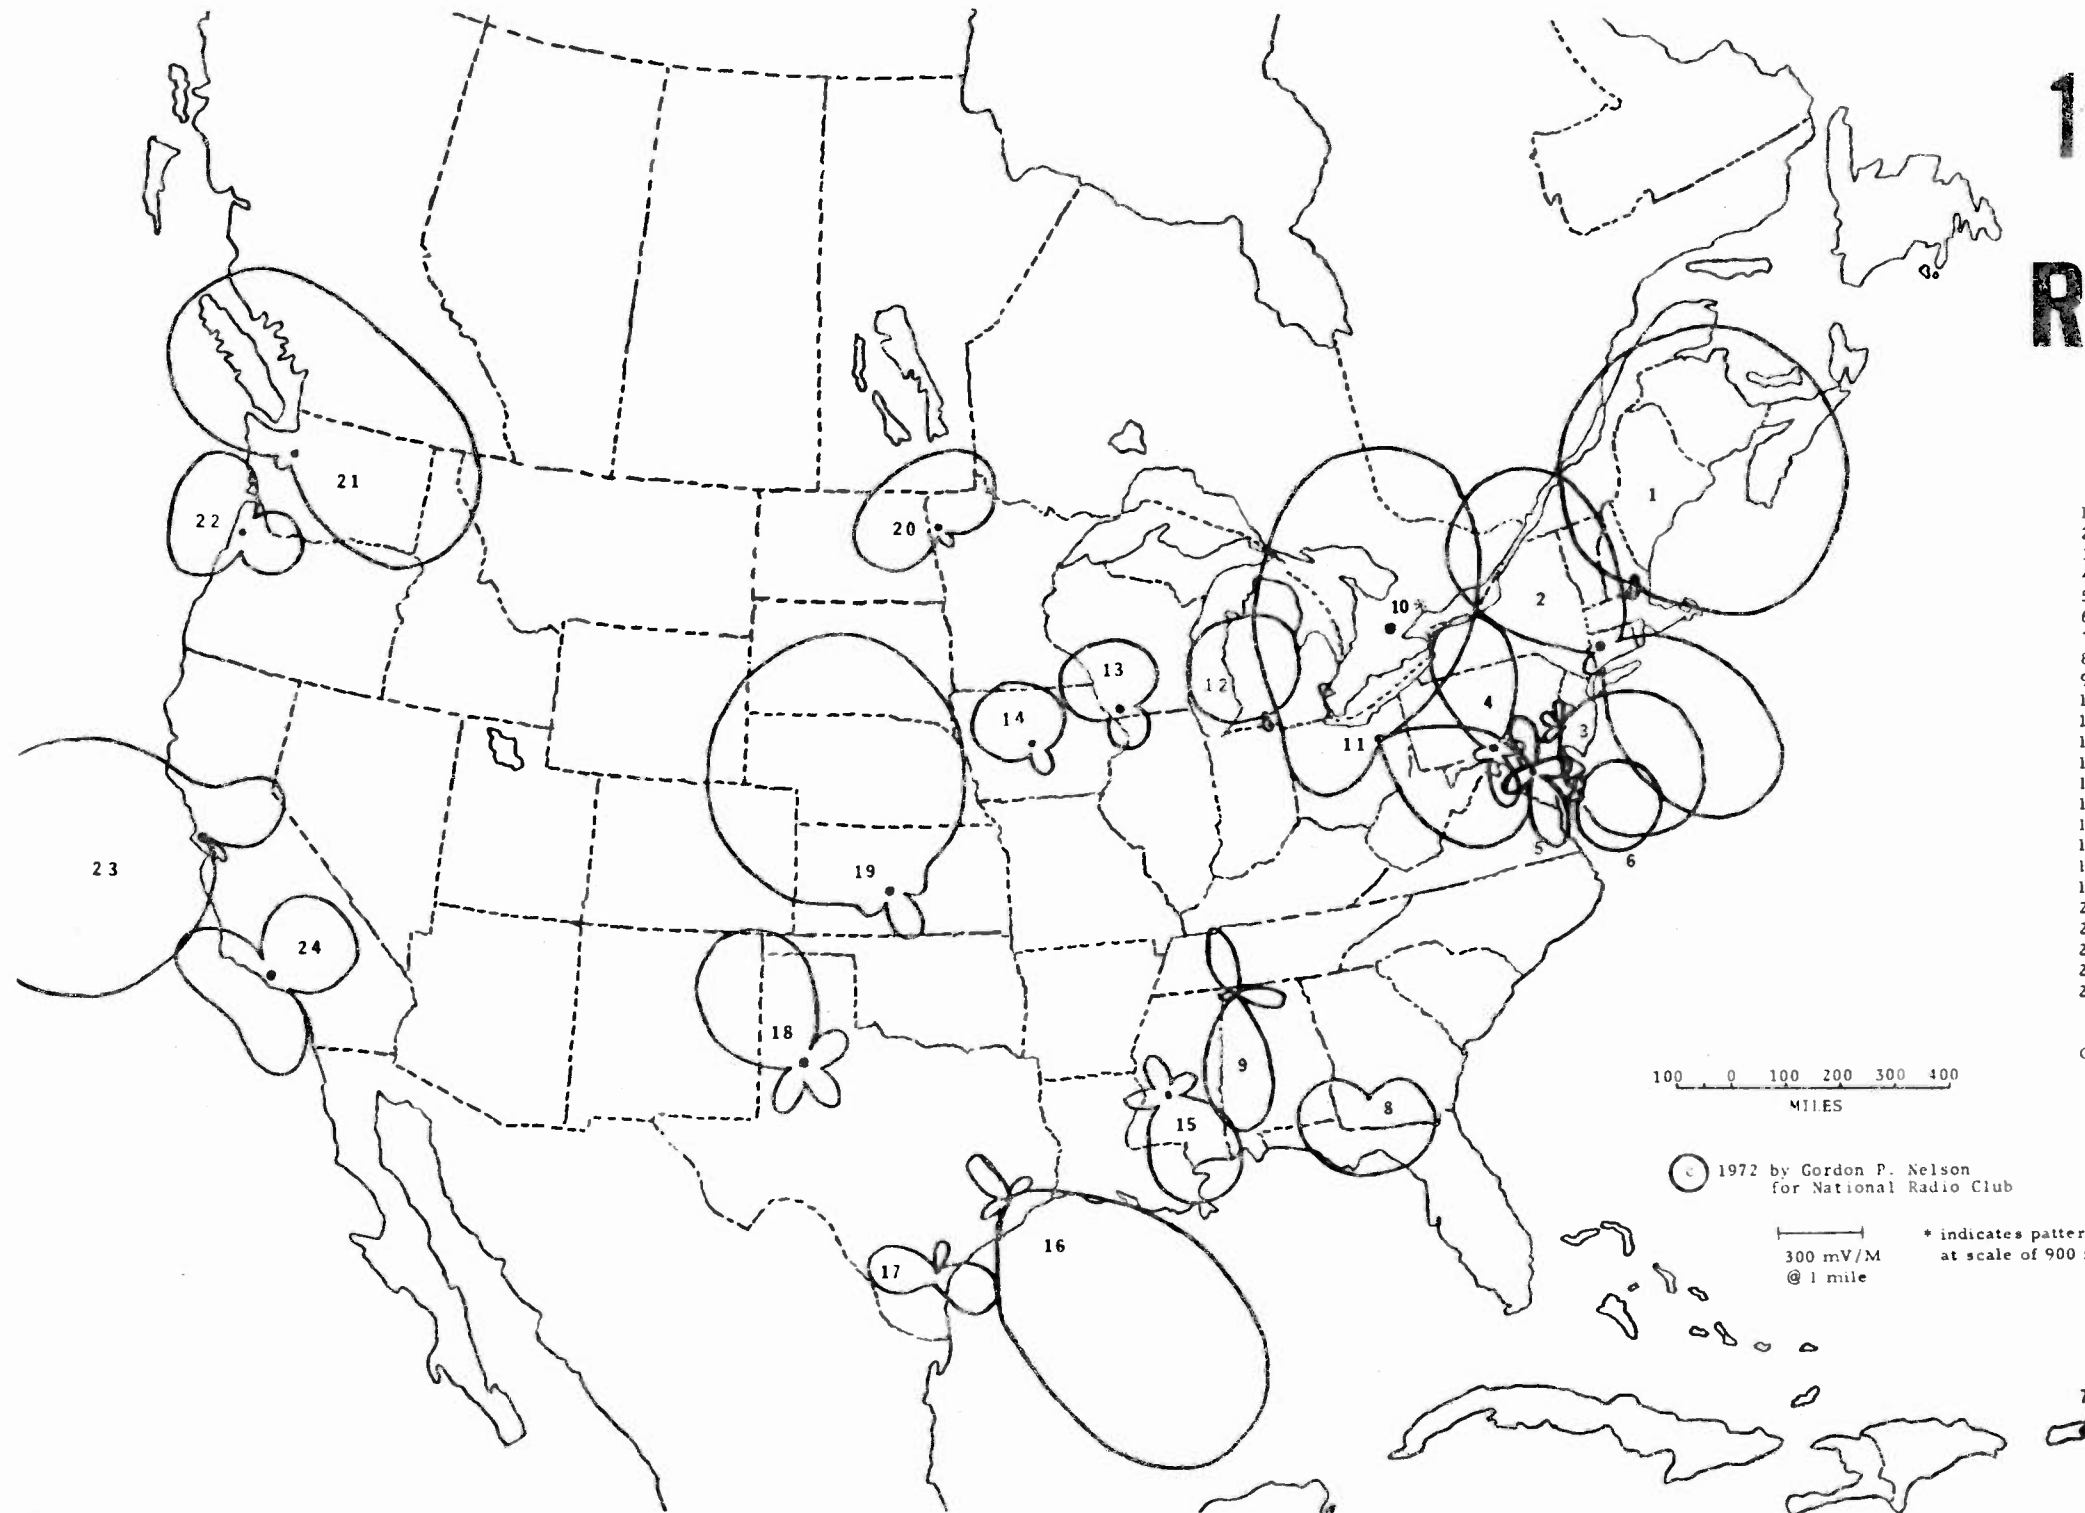 1
R
21
22
20
1
10 *
2
13
12
14
4
3
11
5
6
23
19
24
18
9
8
15
16
17
100 0 100 200 300 400
MILES
c 1972 by Gordon P. Nelson
for National Radio Club
300 mV/M
@ 1 mile
* indicates patter
at scale of 900